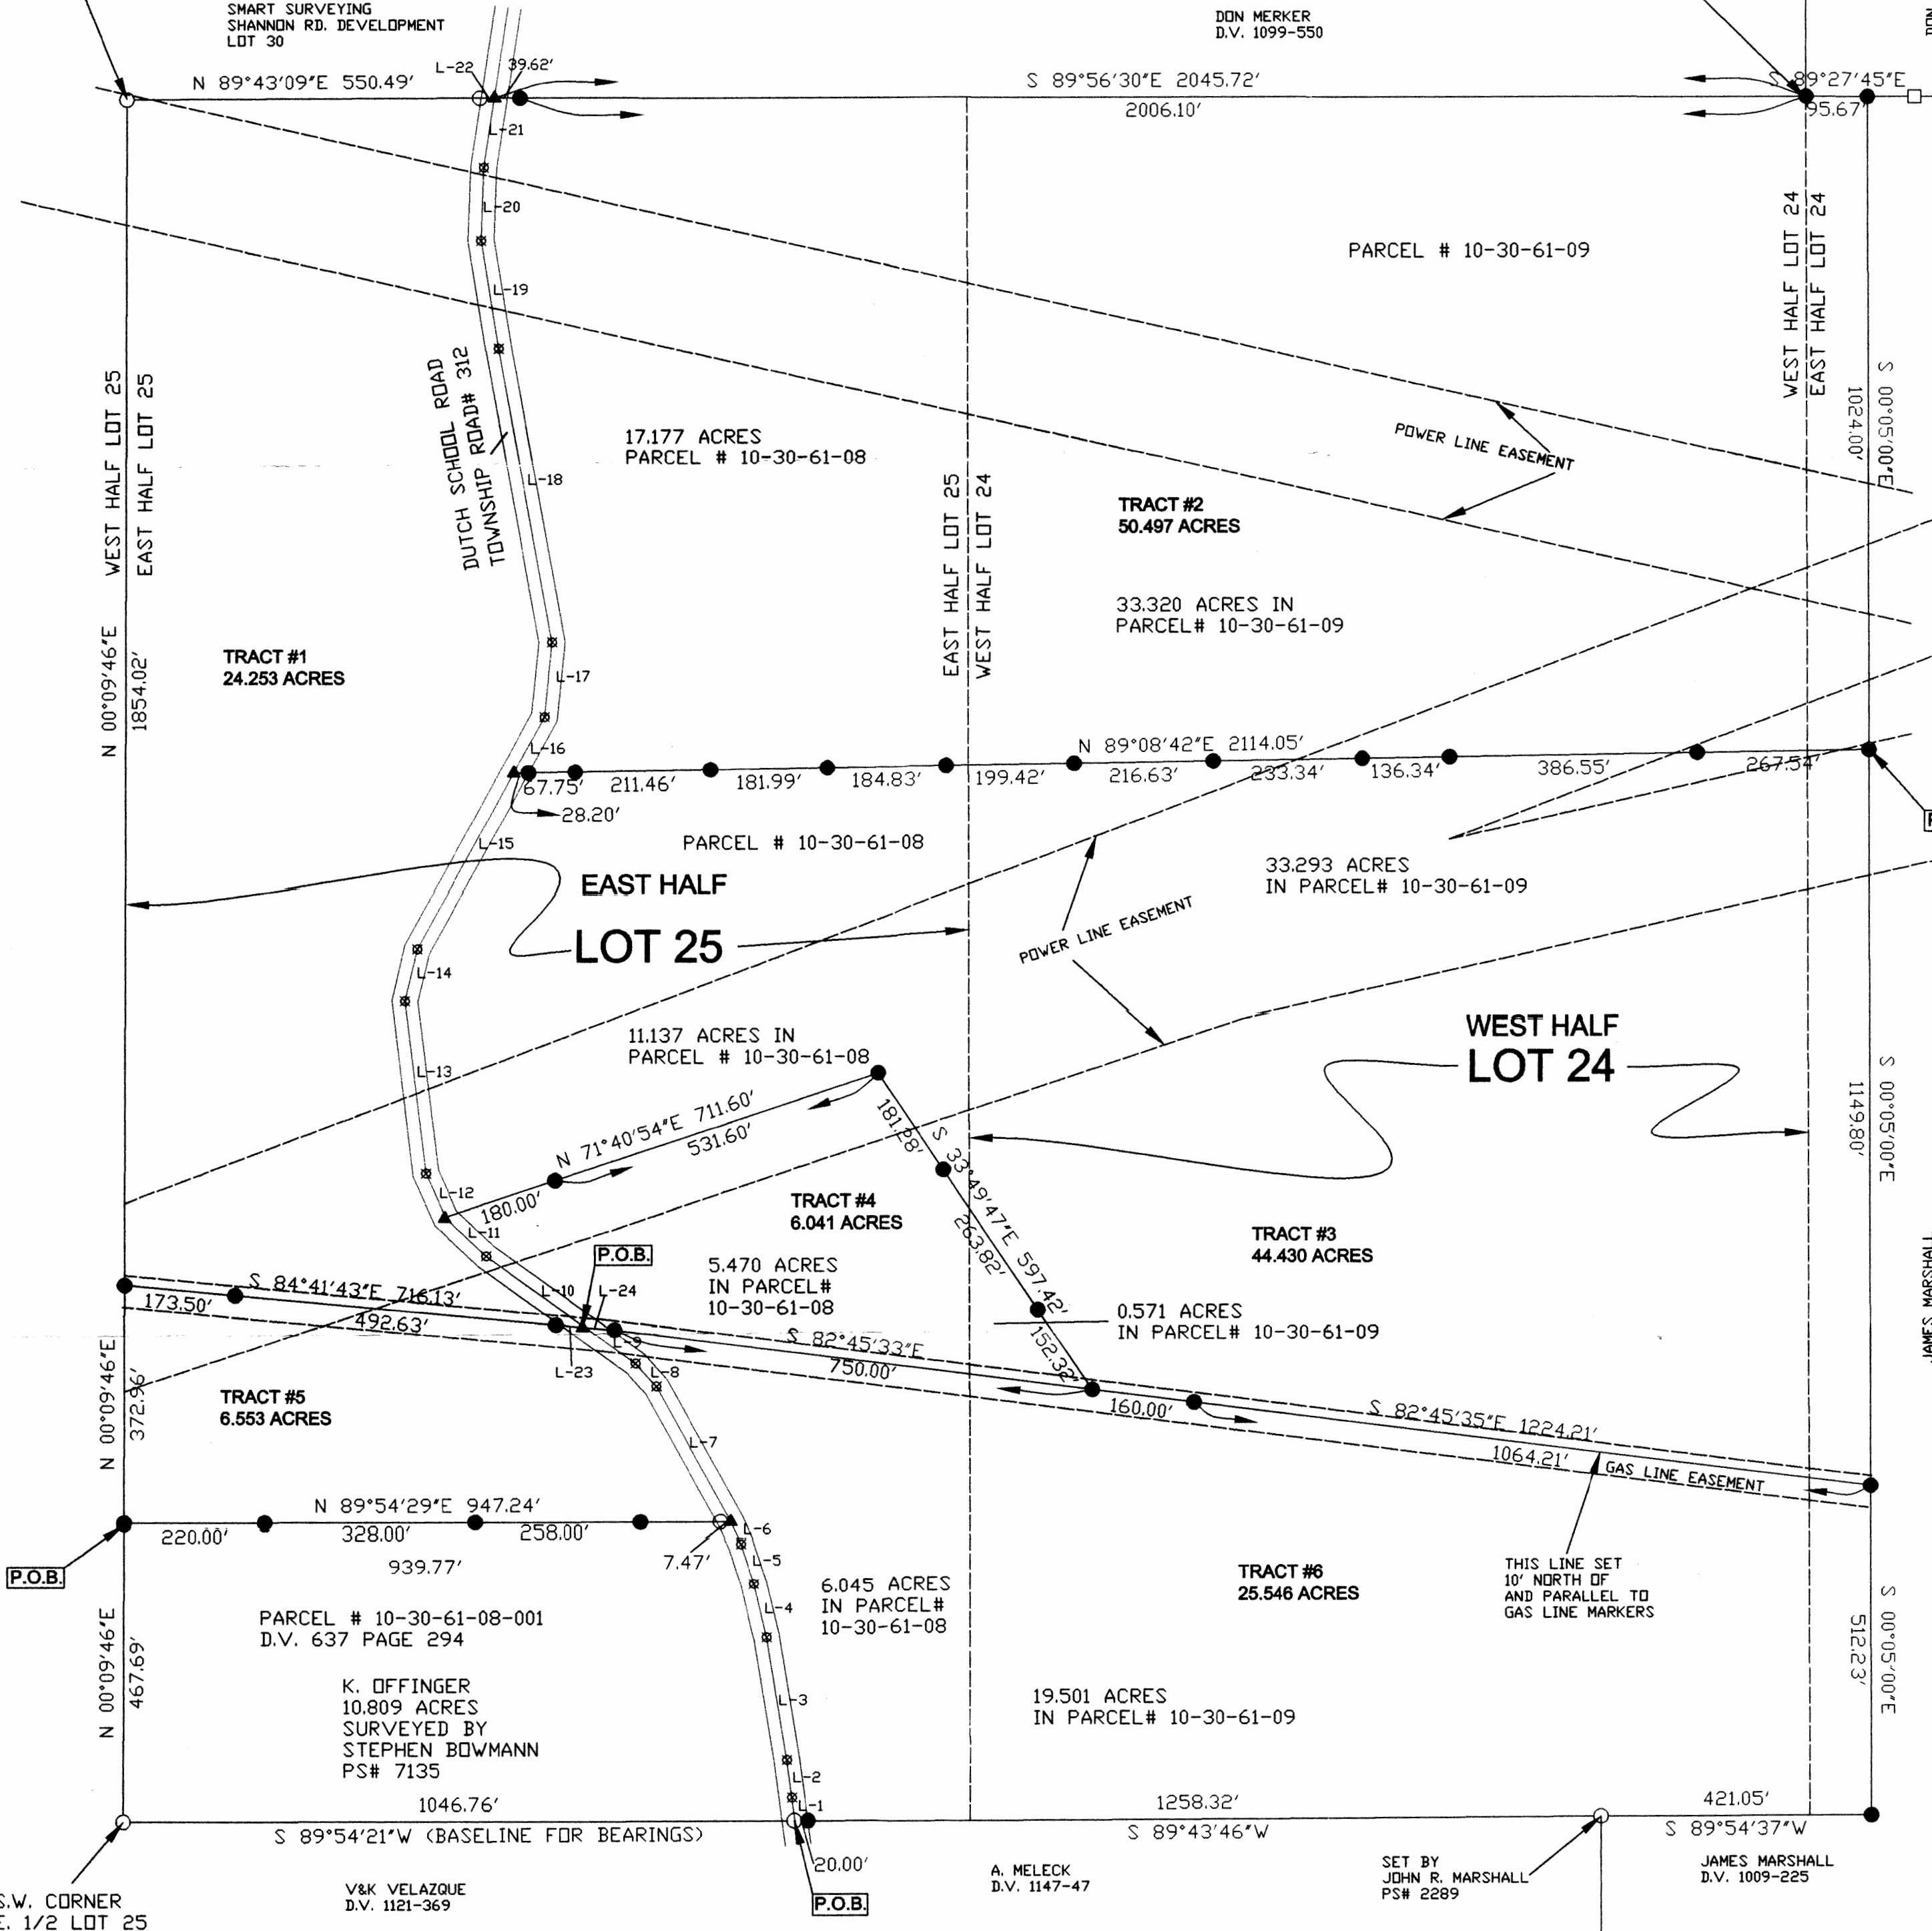 SMART SURVEYING
SHANNON RD. DEVELOPMENT
LOT 30
DON MERKER
D.V. 1099-550
DON
N 89°43'09"E 550.49'
L-22
39.62'
S 89°56'30"E 2045.72'
2006.10'
S 89°27'45"E
95.67'
L-21
L-20
L-19
PARCEL # 10-30-61-09
WEST HALF LOT 24
EAST HALF LOT 24
S 00°05'00"E
1024.00'
WEST HALF LOT 25
EAST HALF LOT 25
DUTCH SCHOOL ROAD
TOWNSHIP ROAD# 312
17.177 ACRES
PARCEL # 10-30-61-08
L-18
POWER LINE EASEMENT
EAST HALF LOT 25
WEST HALF LOT 24
TRACT #2
50.497 ACRES
33.320 ACRES IN
PARCEL# 10-30-61-09
N 00°09'46"E
1854.02'
TRACT #1
24.253 ACRES
L-17
L-16
N 89°08'42"E 2114.05'
67.75'
211.46'
181.99'
184.83'
199.42'
216.63'
233.34'
136.34'
386.55'
267.54'
28.20'
L-15
PARCEL # 10-30-61-08
33.293 ACRES
IN PARCEL# 10-30-61-09
EAST HALF
LOT 25
POWER LINE EASEMENT
L-14
11.137 ACRES IN
PARCEL # 10-30-61-08
WEST HALF
LOT 24
L-13
S 00°05'00"E
1149.80'
N 71°40'54"E 711.60'
531.60'
181.28'
S 33°49'47"E 597.42'
263.82'
152.32'
L-12
180.00'
L-11
TRACT #4
6.041 ACRES
TRACT #3
44.430 ACRES
P.O.B.
5.470 ACRES
IN PARCEL#
10-30-61-08
S 84°41'43"E 716.13'
173.50'
492.63'
L-10
L-24
L-9
0.571 ACRES
IN PARCEL# 10-30-61-09
JAMES MARSHALL
S 82°45'33"E
750.00'
L-23
L-8
160.00'
S 82°45'35"E 1224.21'
1064.21'
GAS LINE EASEMENT
N 00°09'46"E
372.96'
TRACT #5
6.553 ACRES
L-7
N 89°54'29"E 947.24'
220.00'
328.00'
258.00'
939.77'
7.47'
L-6
L-5
P.O.B.
6.045 ACRES
IN PARCEL#
10-30-61-08
TRACT #6
25.546 ACRES
THIS LINE SET
10' NORTH OF
AND PARALLEL TO
GAS LINE MARKERS
L-4
N 00°09'46"E
467.69'
PARCEL # 10-30-61-08-001
D.V. 637 PAGE 294
S 00°05'00"E
512.23'
K. OFFINGER
10.809 ACRES
SURVEYED BY
STEPHEN BOWMANN
PS# 7135
L-3
19.501 ACRES
IN PARCEL# 10-30-61-09
L-2
L-1
1046.76'
1258.32'
421.05'
S 89°54'21"W (BASELINE FOR BEARINGS)
S 89°43'46"W
S 89°54'37"W
20.00'
S.W. CORNER
E. 1/2 LOT 25
V&K VELAZQUE
D.V. 1121-369
P.O.B.
A. MELECK
D.V. 1147-47
SET BY
JOHN R. MARSHALL
PS# 2289
JAMES MARSHALL
D.V. 1009-225